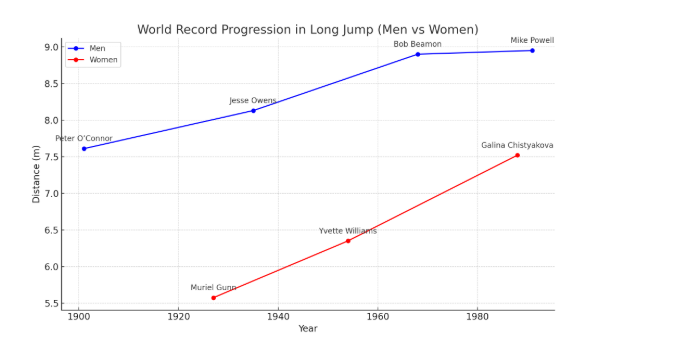 World Record Progression in Long Jump (Men vs Women)
Men
Women
Bob Beamon
Mike Powell
Jesse Owens
Peter O'Connor
Galina Chistyakova
Yvette Williams
Muriel Gunn
Distance (m)
9.0
8.5
8.0
7.5
7.0
6.5
6.0
5.5
1900 1920 1940 1960 1980
Year